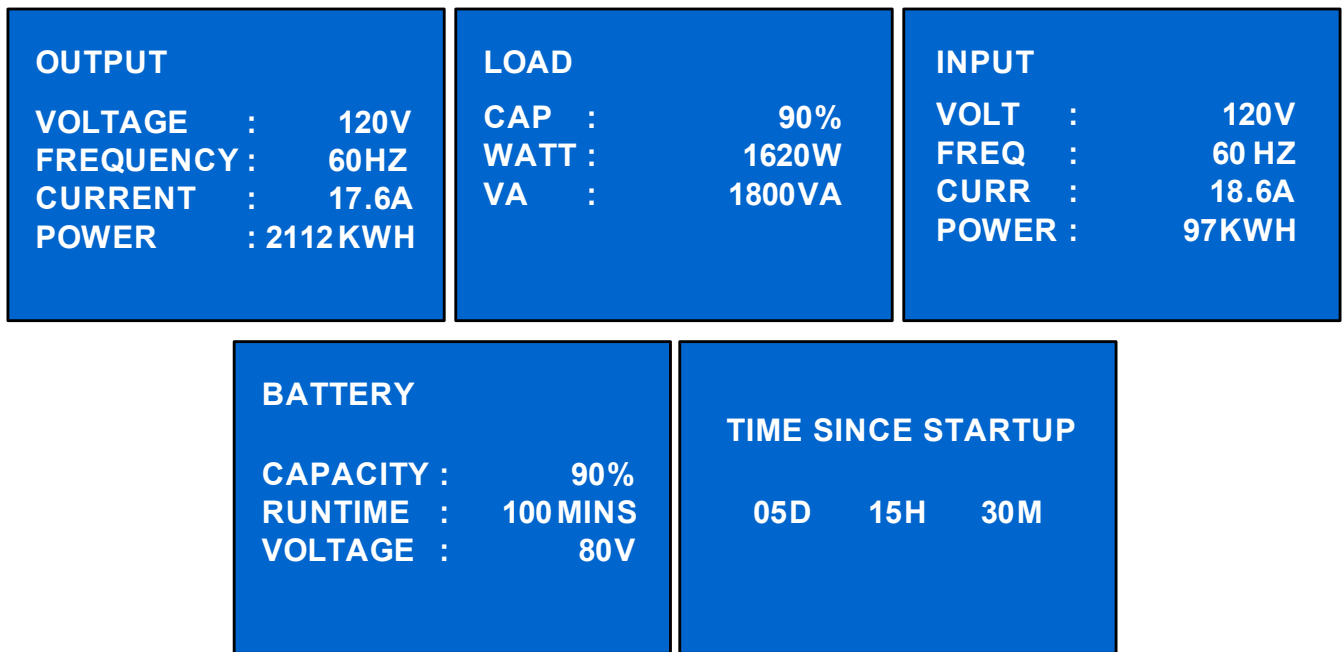 OUTPUT
VOLTAGE : 120V
FREQUENCY : 60HZ
CURRENT : 17.6A
POWER : 2112KWH
LOAD
CAP : 90%
WATT : 1620W
VA : 1800VA
INPUT
VOLT : 120V
FREQ : 60 HZ
CURR : 18.6A
POWER : 97KWH
BATTERY
CAPACITY : 90%
RUNTIME : 100 MINS
VOLTAGE : 80V
TIME SINCE STARTUP
05D 15H 30M